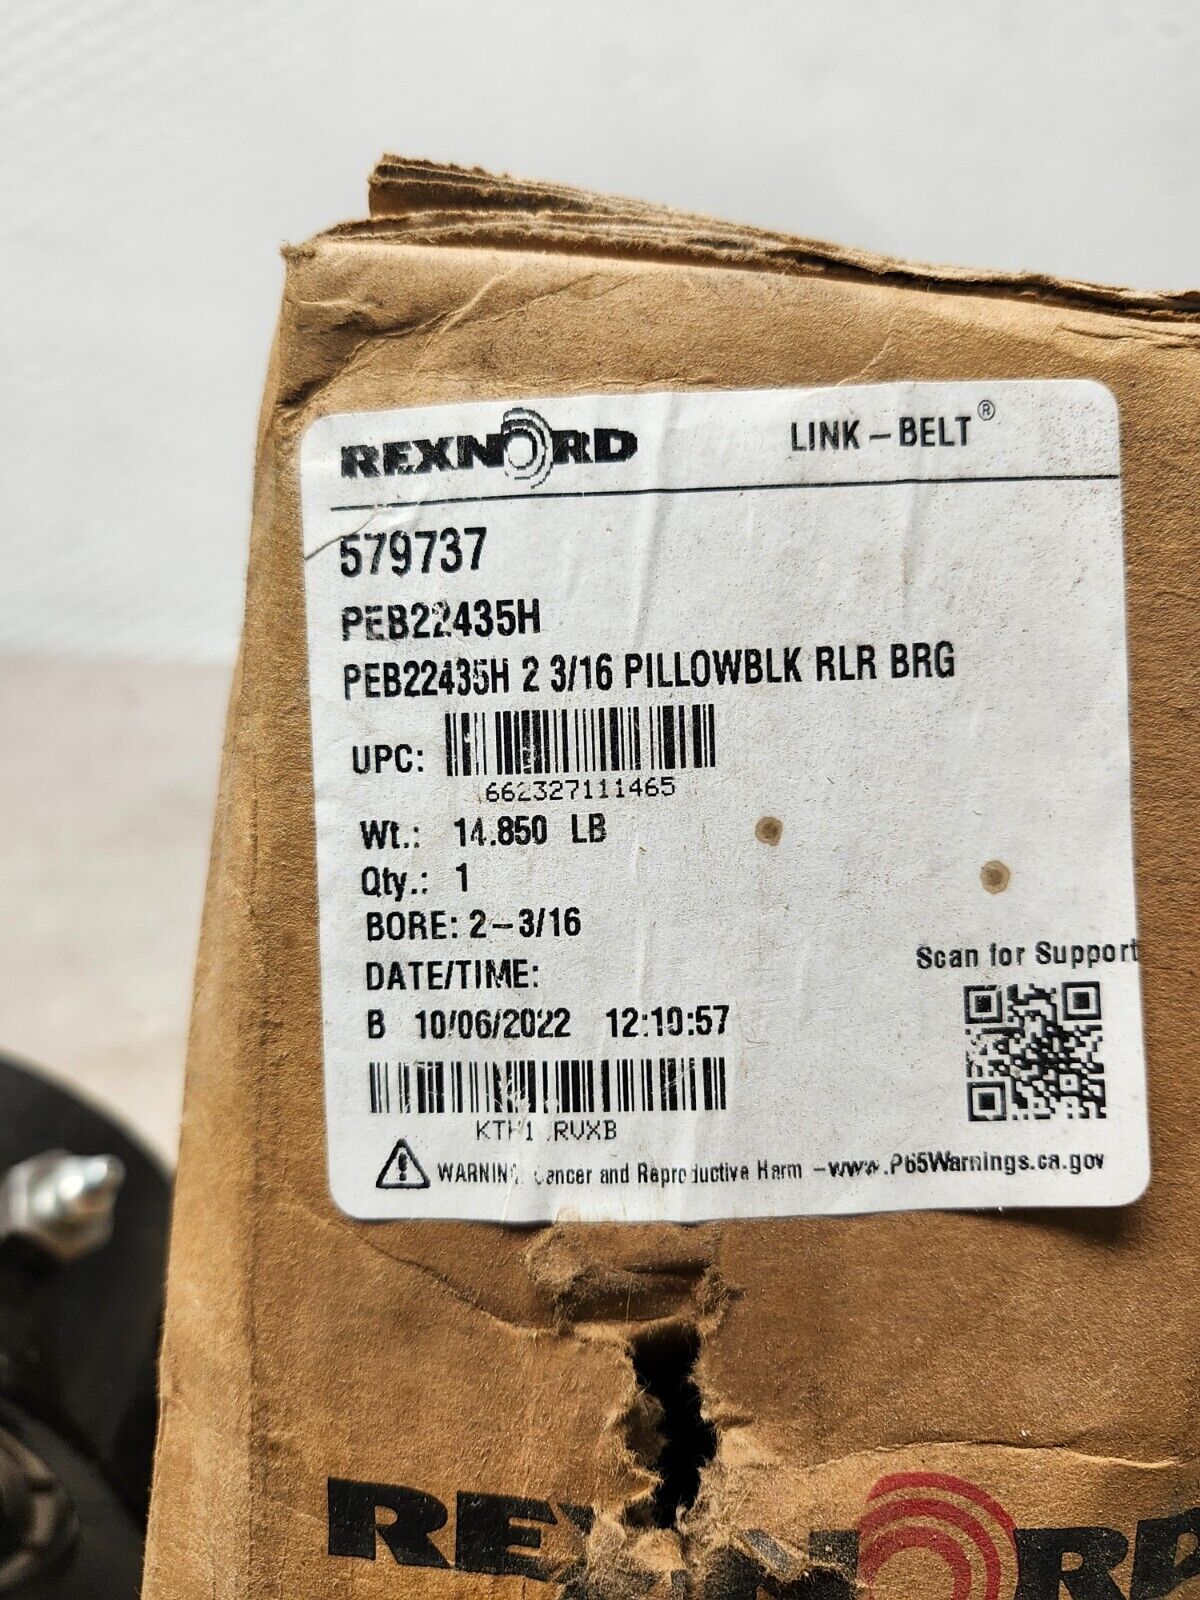 REXNORD LINK-BELT®
579737
PEB22435H
PEB22435H 2 3/16 PILLOWBLK RLR BRG
UPC:
662327111465
Wt.: 14.850 LB
Qty.: 1
BORE: 2-3/16
DATE/TIME:
Scan for Support
B 10/06/2022 12:10:57
WARNING Cancer and Reproductive Harm -www.P65Warnings.ca.gov
REXNORD